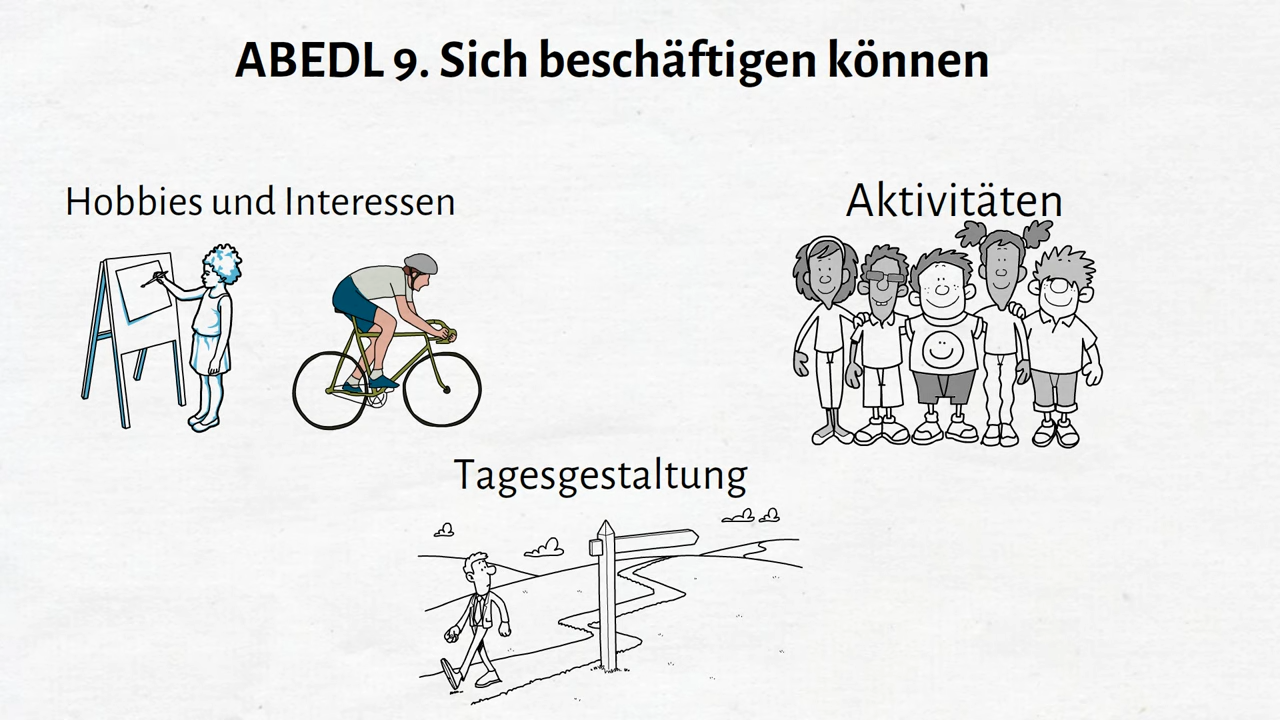 ABEDL 9. Sich beschäftigen können
Hobbies und Interessen
Aktivitäten
Tagesgestaltung